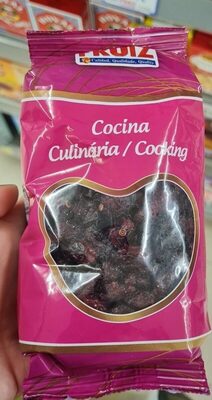 FRUIZ
Calidad, Qualidade, Quality
Cocina
Culinária / Cooking